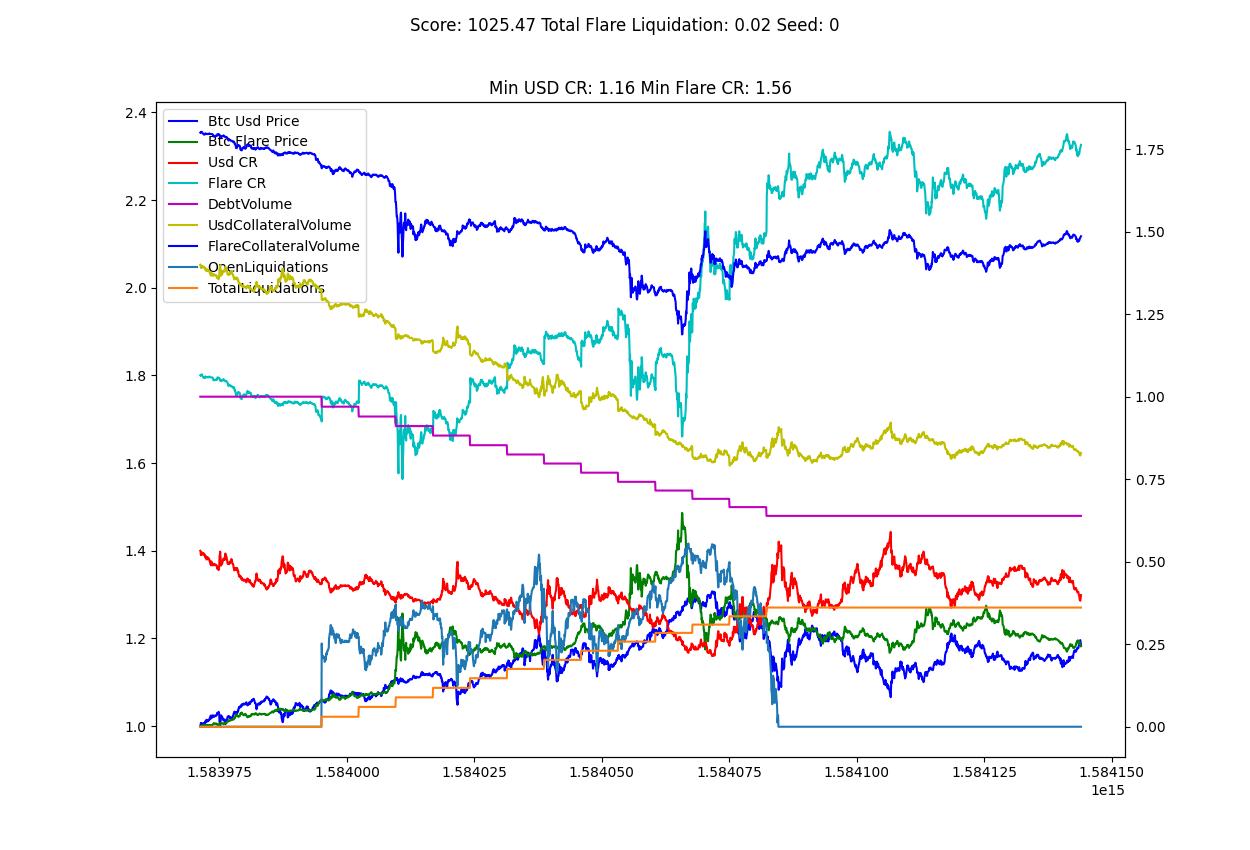 Score: 1025.47 Total Flare Liquidation: 0.02 Seed: 0
Min USD CR: 1.16 Min Flare CR: 1.56
Btc Usd Price
Btc Flare Price
Usd CR
Flare CR
DebtVolume
UsdCollateralVolume
FlareCollateralVolume
OpenLiquidations
TotalLiquidations
2.4
2.2
2.0
1.8
1.6
1.4
1.2
1.0
1.75
1.50
1.25
1.00
0.75
0.50
0.25
0.00
1.583975
1.584000
1.584025
1.584050
1.584075
1.584100
1.584125
1.584150
1e15